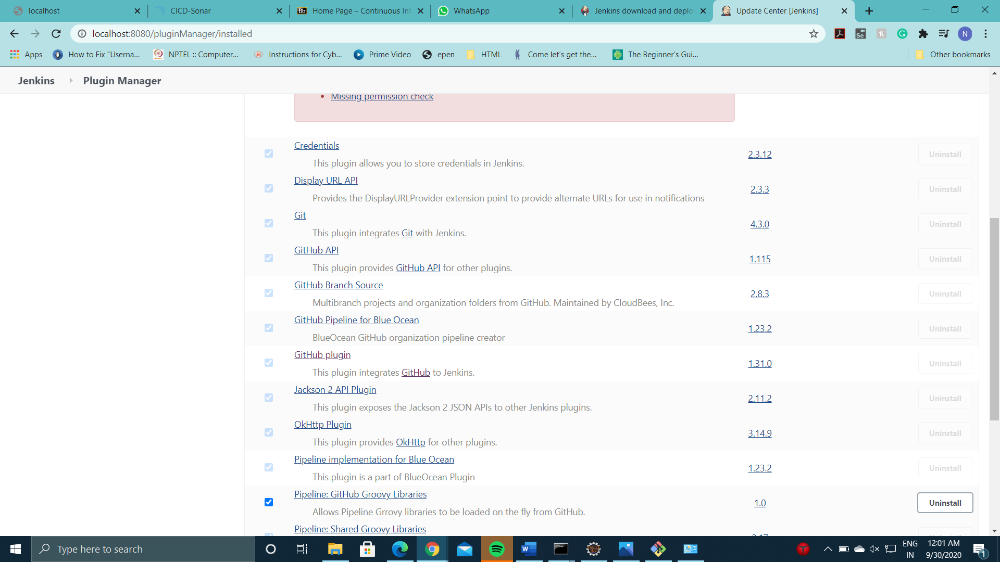 localhost
CICD-Sonar
Home Page – Continuous Int
WhatsApp
Jenkins download and deplo
Update Center [Jenkins]
localhost:8080/pluginManager/installed
N
Apps
How to Fix "Userna...
NPTEL :: Computer...
Instructions for Cyb...
Prime Video
epen
HTML
Come let's get the...
The Beginner's Gui...
Other bookmarks
Jenkins
Plugin Manager
Missing permission check
Credentials
2.3.12
Uninstall
This plugin allows you to store credentials in Jenkins.
Display URL API
2.3.3
Uninstall
Provides the DisplayURLProvider extension point to provide alternate URLs for use in notifications
Git
4.3.0
Uninstall
This plugin integrates Git with Jenkins.
GitHub API
1.115
Uninstall
This plugin provides GitHub API for other plugins.
GitHub Branch Source
2.8.3
Uninstall
Multibranch projects and organization folders from GitHub. Maintained by CloudBees, Inc.
GitHub Pipeline for Blue Ocean
1.23.2
Uninstall
BlueOcean GitHub organization pipeline creator
GitHub plugin
1.31.0
Uninstall
This plugin integrates GitHub to Jenkins.
Jackson 2 API Plugin
2.11.2
Uninstall
This plugin exposes the Jackson 2 JSON APIs to other Jenkins plugins.
OkHttp Plugin
3.14.9
Uninstall
This plugin provides OkHttp for other plugins.
Pipeline implementation for Blue Ocean
1.23.2
Uninstall
This plugin is a part of BlueOcean Plugin
Pipeline: GitHub Groovy Libraries
1.0
Uninstall
Allows Pipeline Grrovy libraries to be loaded on the fly from GitHub.
Pipeline: Shared Groovy Libraries
Type here to search
ENG
IN
12:01 AM
9/30/2020
1